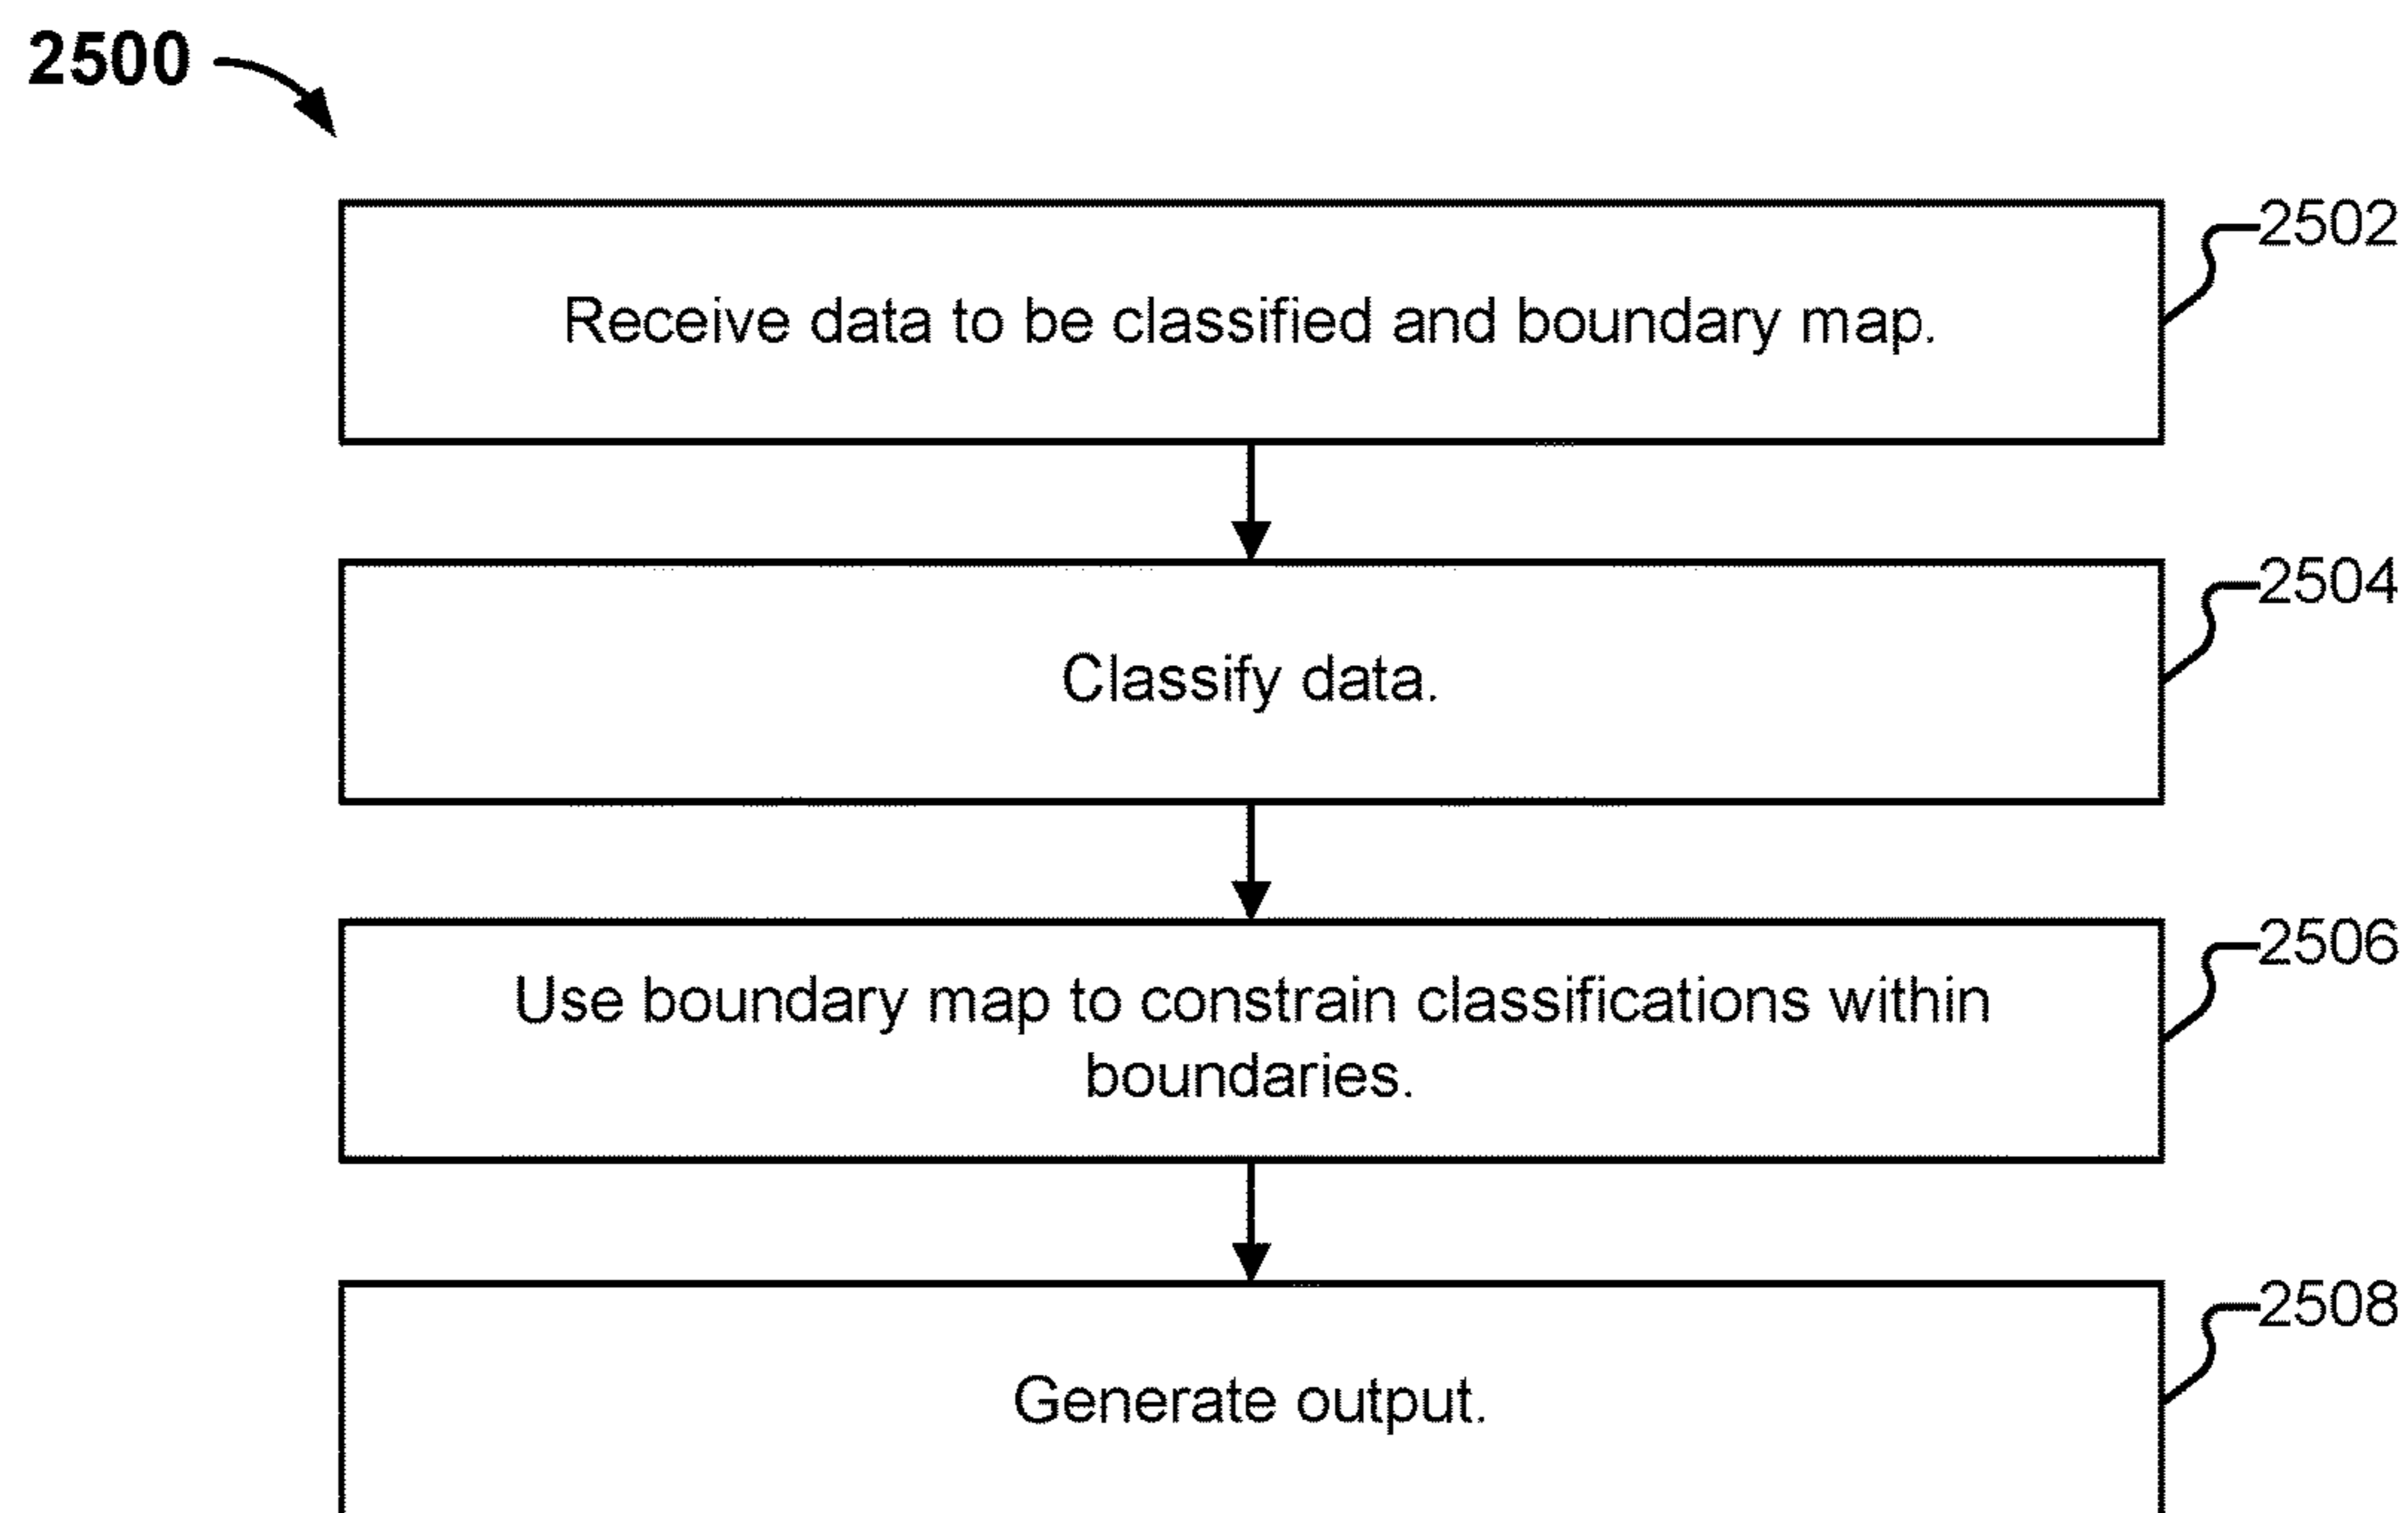 2500
2502
Receive data to be classified and boundary map.
2504
Classify data.
2506
Use boundary map to constrain classifications within
boundaries.
2508
Generate output.